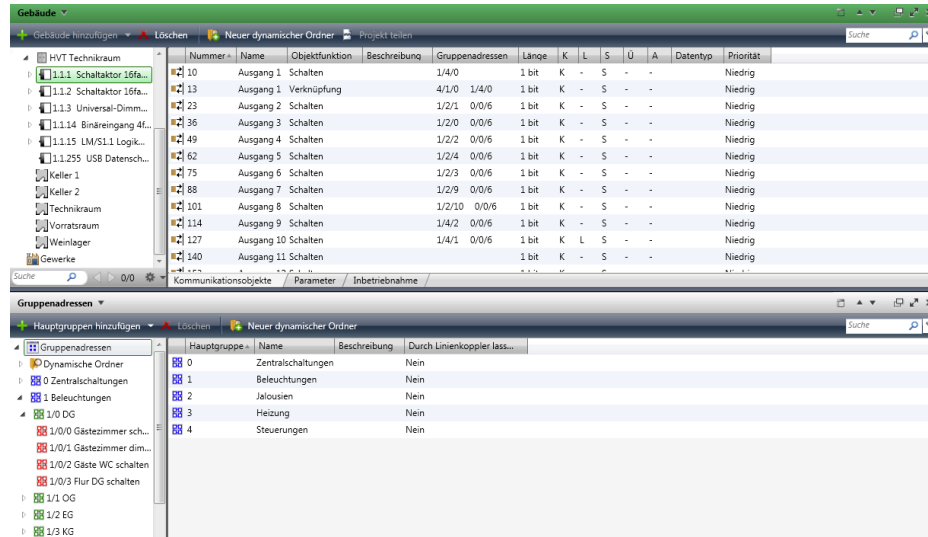 Gebäude
Gebäude hinzufügen Löschen Neuer dynamischer Ordner Projekt teilen Suche
HVT Technikraum
1.1.1 Schaltaktor 16fa...
1.1.2 Schaltaktor 16fa...
1.1.3 Universal-Dimm...
1.1.14 Binäreingang 4f...
1.1.15 LM/S1.1 Logik...
1.1.255 USB Datensch...
Keller 1
Keller 2
Technikraum
Vorratsraum
Weinlager
Gewerke
Suche 0/0
Nummer Name Objektfunktion Beschreibung Gruppenadressen Länge K L S Ü A Datentyp Priorität
10 Ausgang 1 Schalten 1/4/0 1 bit K - S - - Niedrig
13 Ausgang 1 Verknüpfung 4/1/0 1/4/0 1 bit K - S - - Niedrig
23 Ausgang 2 Schalten 1/2/1 0/0/6 1 bit K - S - - Niedrig
36 Ausgang 3 Schalten 1/2/0 0/0/6 1 bit K - S - - Niedrig
49 Ausgang 4 Schalten 1/2/2 0/0/6 1 bit K - S - - Niedrig
62 Ausgang 5 Schalten 1/2/4 0/0/6 1 bit K - S - - Niedrig
75 Ausgang 6 Schalten 1/2/3 0/0/6 1 bit K - S - - Niedrig
88 Ausgang 7 Schalten 1/2/9 0/0/6 1 bit K - S - - Niedrig
101 Ausgang 8 Schalten 1/2/10 0/0/6 1 bit K - S - - Niedrig
114 Ausgang 9 Schalten 1/4/2 0/0/6 1 bit K - S - - Niedrig
127 Ausgang 10 Schalten 1/4/1 0/0/6 1 bit K L S - - Niedrig
140 Ausgang 11 Schalten 1 bit K - S - - Niedrig
Kommunikationsobjekte / Parameter / Inbetriebnahme /
Gruppenadressen
Hauptgruppen hinzufügen Löschen Neuer dynamischer Ordner Suche
Gruppenadressen
Dynamische Ordner
0 Zentralschaltungen
1 Beleuchtungen
1/0 DG
1/0/0 Gästezimmer sch...
1/0/1 Gästezimmer dim...
1/0/2 Gäste WC schalten
1/0/3 Flur DG schalten
1/1 OG
1/2 EG
1/3 KG
Hauptgruppe Name Beschreibung Durch Linienkoppler lass...
0 Zentralschaltungen Nein
1 Beleuchtungen Nein
2 Jalousien Nein
3 Heizung Nein
4 Steuerungen Nein